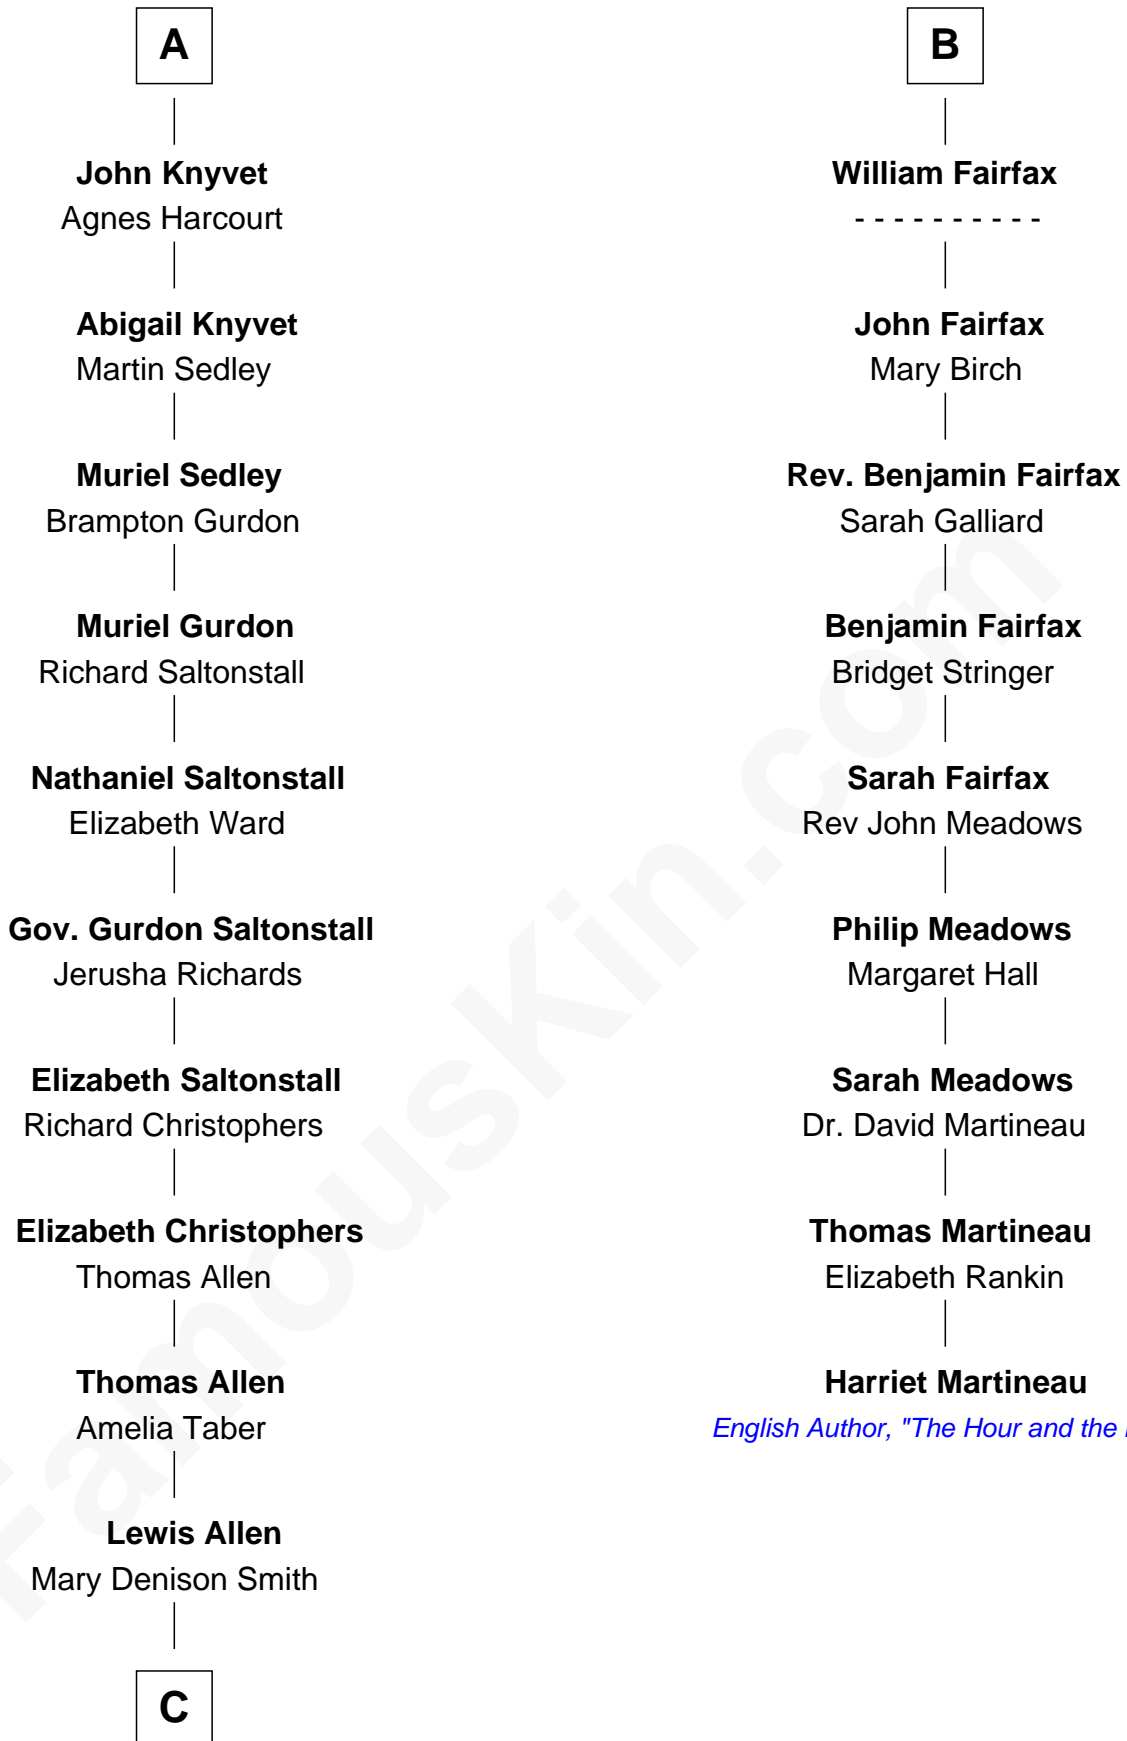 A
John Knyvet
Agnes Harcourt
Abigail Knyvet
Martin Sedley
Muriel Sedley
Brampton Gurdon
Muriel Gurdon
Richard Saltonstall
Nathaniel Saltonstall
Elizabeth Ward
Gov. Gurdon Saltonstall
Jerusha Richards
Elizabeth Saltonstall
Richard Christophers
Elizabeth Christophers
Thomas Allen
Thomas Allen
Amelia Taber
Lewis Allen
Mary Denison Smith
C
B
William Fairfax
- - - - - - - - - -
John Fairfax
Mary Birch
Rev. Benjamin Fairfax
Sarah Galliard
Benjamin Fairfax
Bridget Stringer
Sarah Fairfax
Rev John Meadows
Philip Meadows
Margaret Hall
Sarah Meadows
Dr. David Martineau
Thomas Martineau
Elizabeth Rankin
Harriet Martineau
English Author, "The Hour and the
FamousKin.com